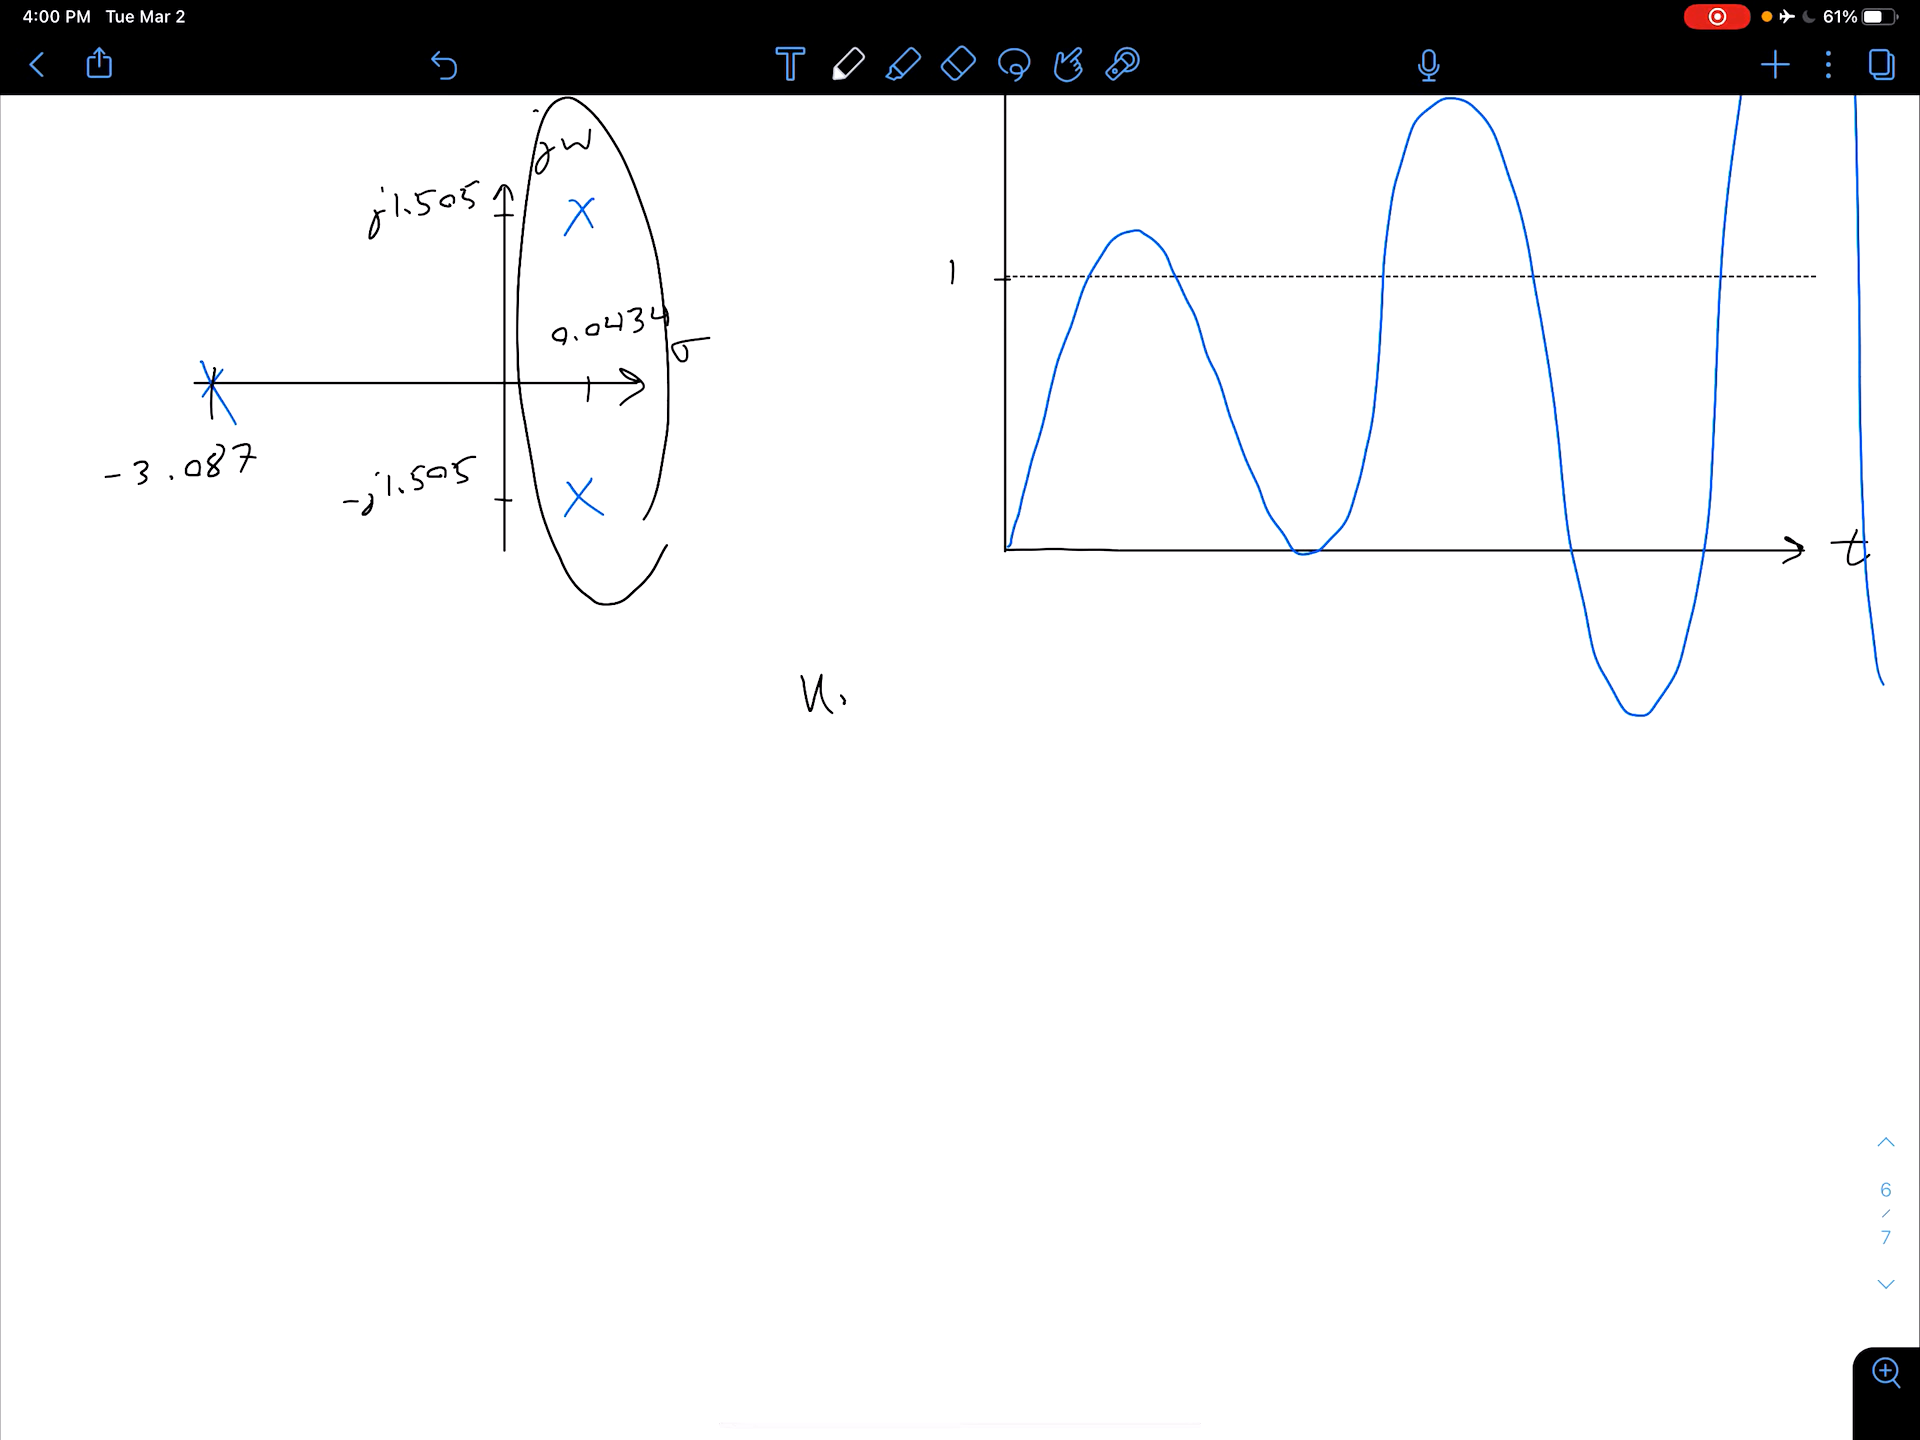 4:00 PM Tue Mar 2
61%
jω
j1.505
1
0.0434
σ
-3.087
-j1.505
t
6
/
7